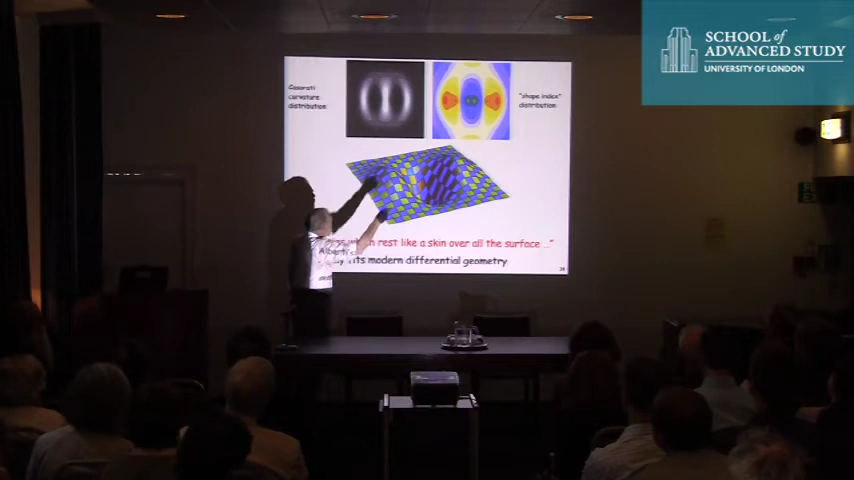 SCHOOL of
ADVANCED STUDY
UNIVERSITY OF LONDON
Casorati
curvature
distribution
"shape index"
distribution
rest like a skin over all the surface ..."
Alberti
its modern differential geometry